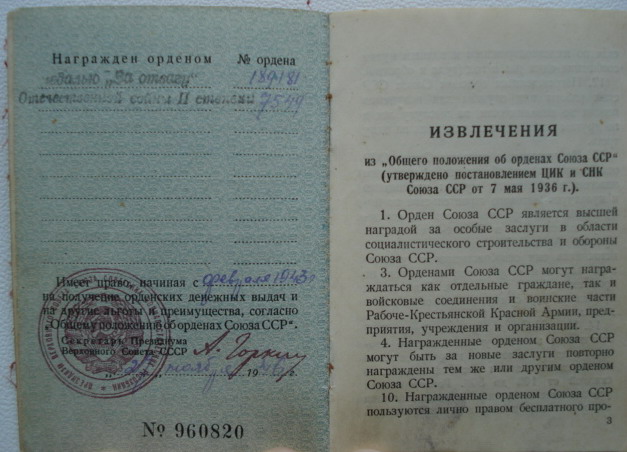 Награжден орденом № ордена
медалью „За отвагу“ 189181
Отечественной войны II степени 7549
Имеет право, начиная с февраля 1943 г.
на получение орденских денежных выдач и
на другие льготы и преимущества, согласно
„Общему положению об орденах Союза ССР“.
Секретарь Президиума
Верховного Совета СССР А. Горкин
19
№ 960820
ИЗВЛЕЧЕНИЯ
из „Общего положения об орденах Союза ССР“
(утверждено постановлением ЦИК и СНК
Союза ССР от 7 мая 1936 г.).
1. Орден Союза ССР является высшей
наградой за особые заслуги в области
социалистического строительства и обороны
Союза ССР.
3. Орденами Союза ССР могут награж-
даться как отдельные граждане, так и
войсковые соединения и воинские части
Рабоче-Крестьянской Красной Армии, пред-
приятия, учреждения и организации.
4. Награжденные орденом Союза ССР
могут быть за новые заслуги повторно
награждены тем же или другим орденом
Союза ССР.
10. Награжденные орденом Союза ССР
пользуются лично правом бесплатного про-
3